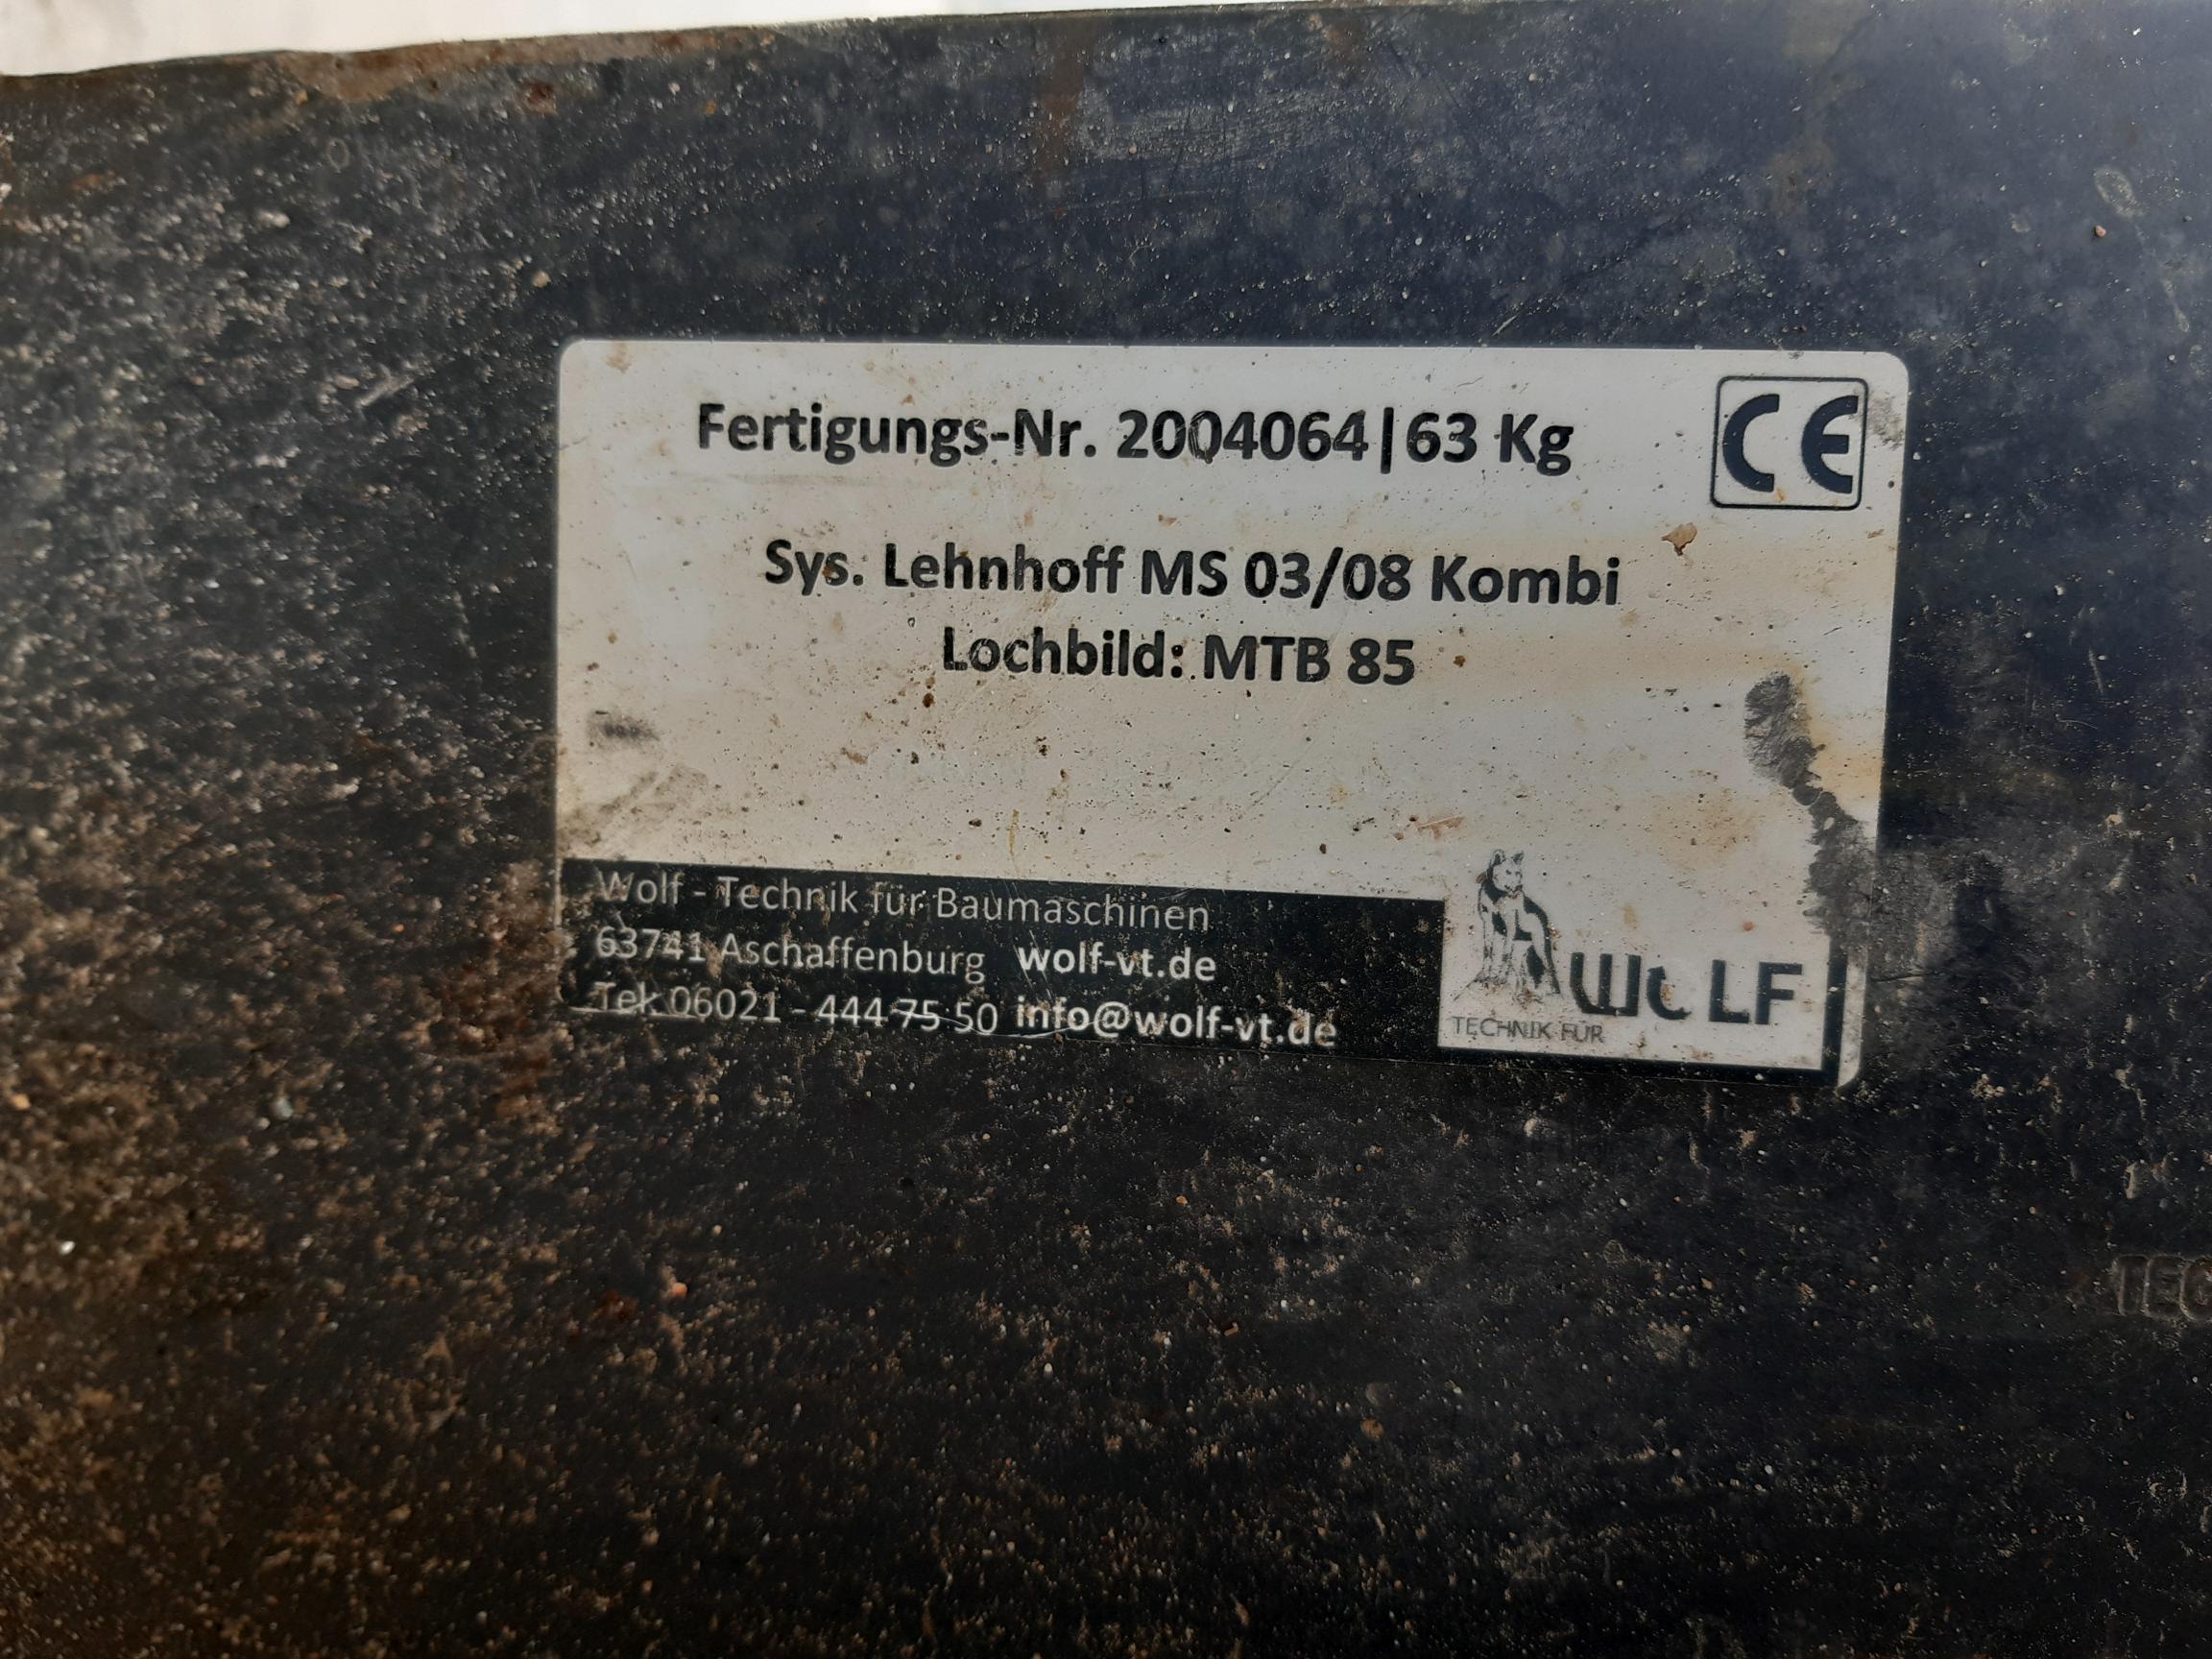 Fertigungs-Nr. 2004064|63 Kg
CE
Sys. Lehnhoff MS 03/08 Kombi
Lochbild: MTB 85
Wolf - Technik für Baumaschinen
63741 Aschaffenburg wolf-vt.de
Tel. 06021 - 444 75 50 info@wolf-vt.de
WOLF
TECHNIK FÜR